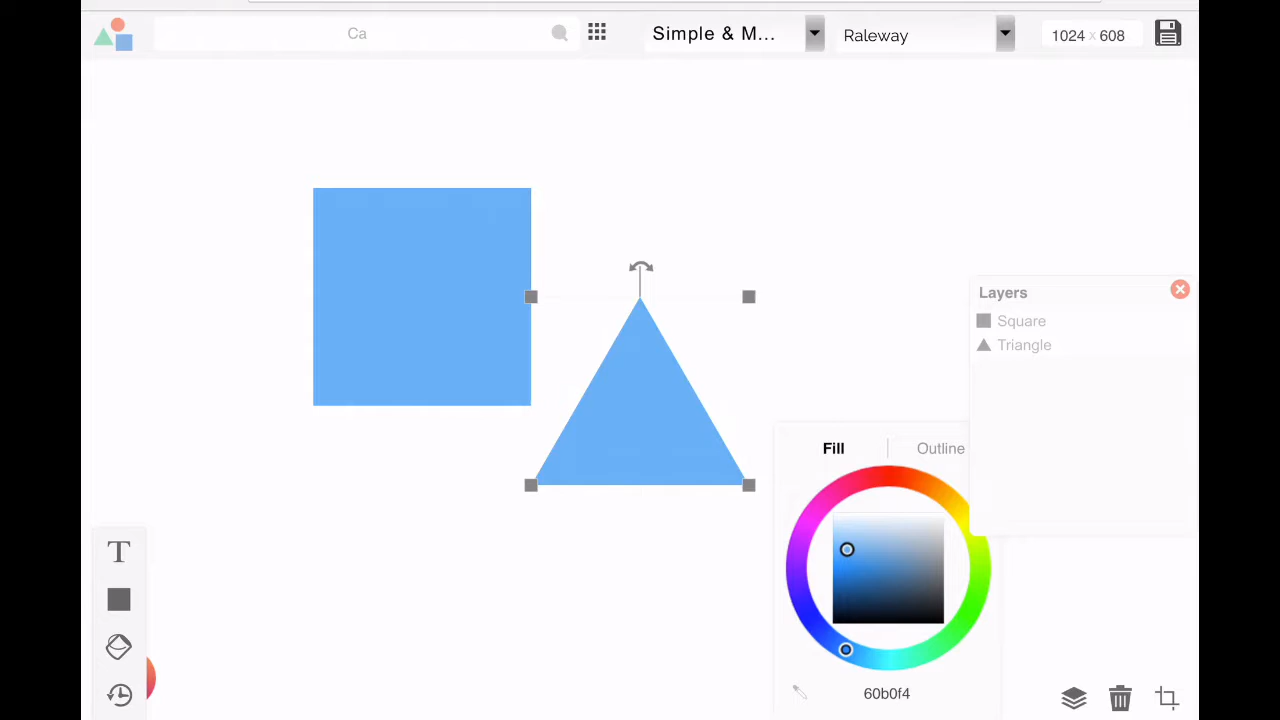 Ca
Simple & M...
Raleway
1024 x 608
Layers
Square
Triangle
Fill
Outline
T
60b0f4